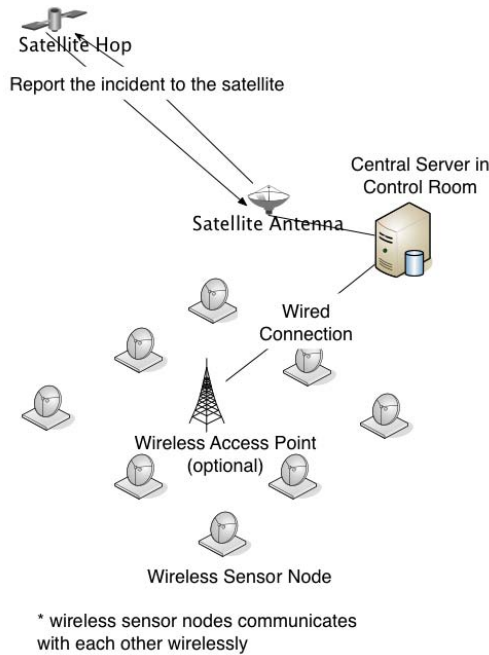 Satellite Hop
Report the incident to the satellite
Central Server in
Control Room
Satellite Antenna
Wired
Connection
Wireless Access Point
(optional)
Wireless Sensor Node
* wireless sensor nodes communicates
with each other wirelessly